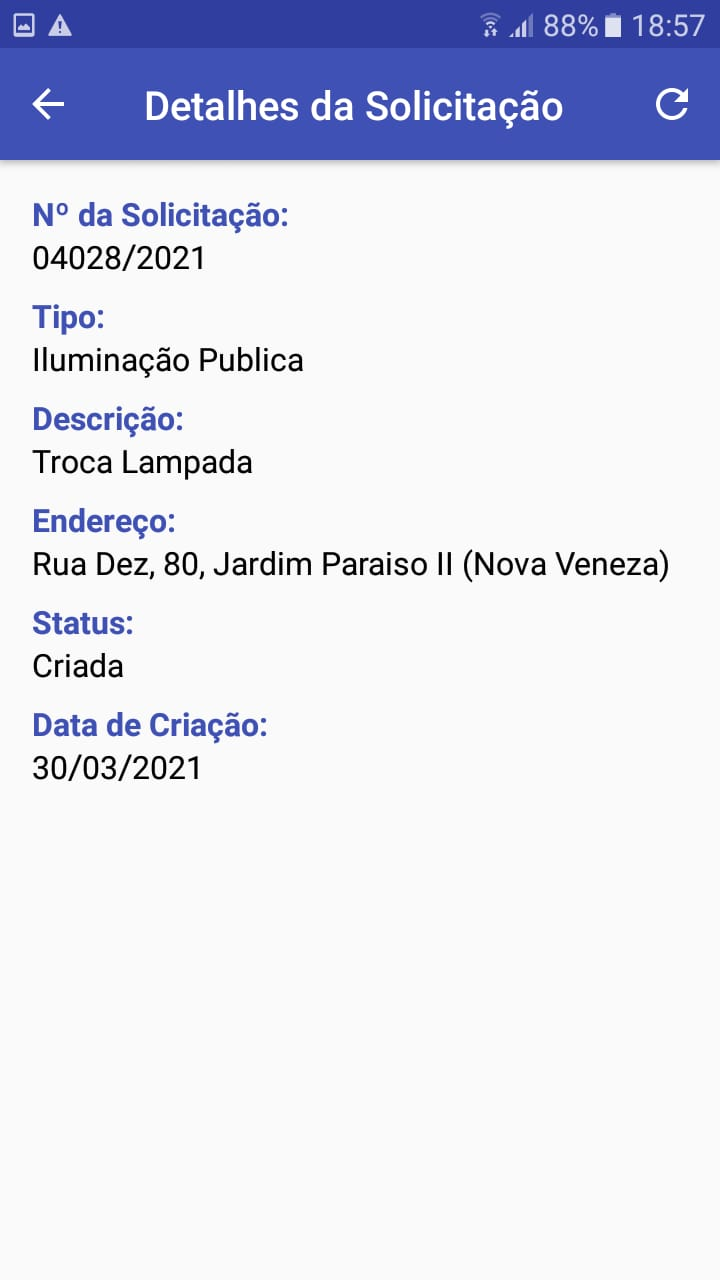 88% 18:57
Detalhes da Solicitação
Nº da Solicitação:
04028/2021
Tipo:
Iluminação Publica
Descrição:
Troca Lampada
Endereço:
Rua Dez, 80, Jardim Paraiso II (Nova Veneza)
Status:
Criada
Data de Criação:
30/03/2021